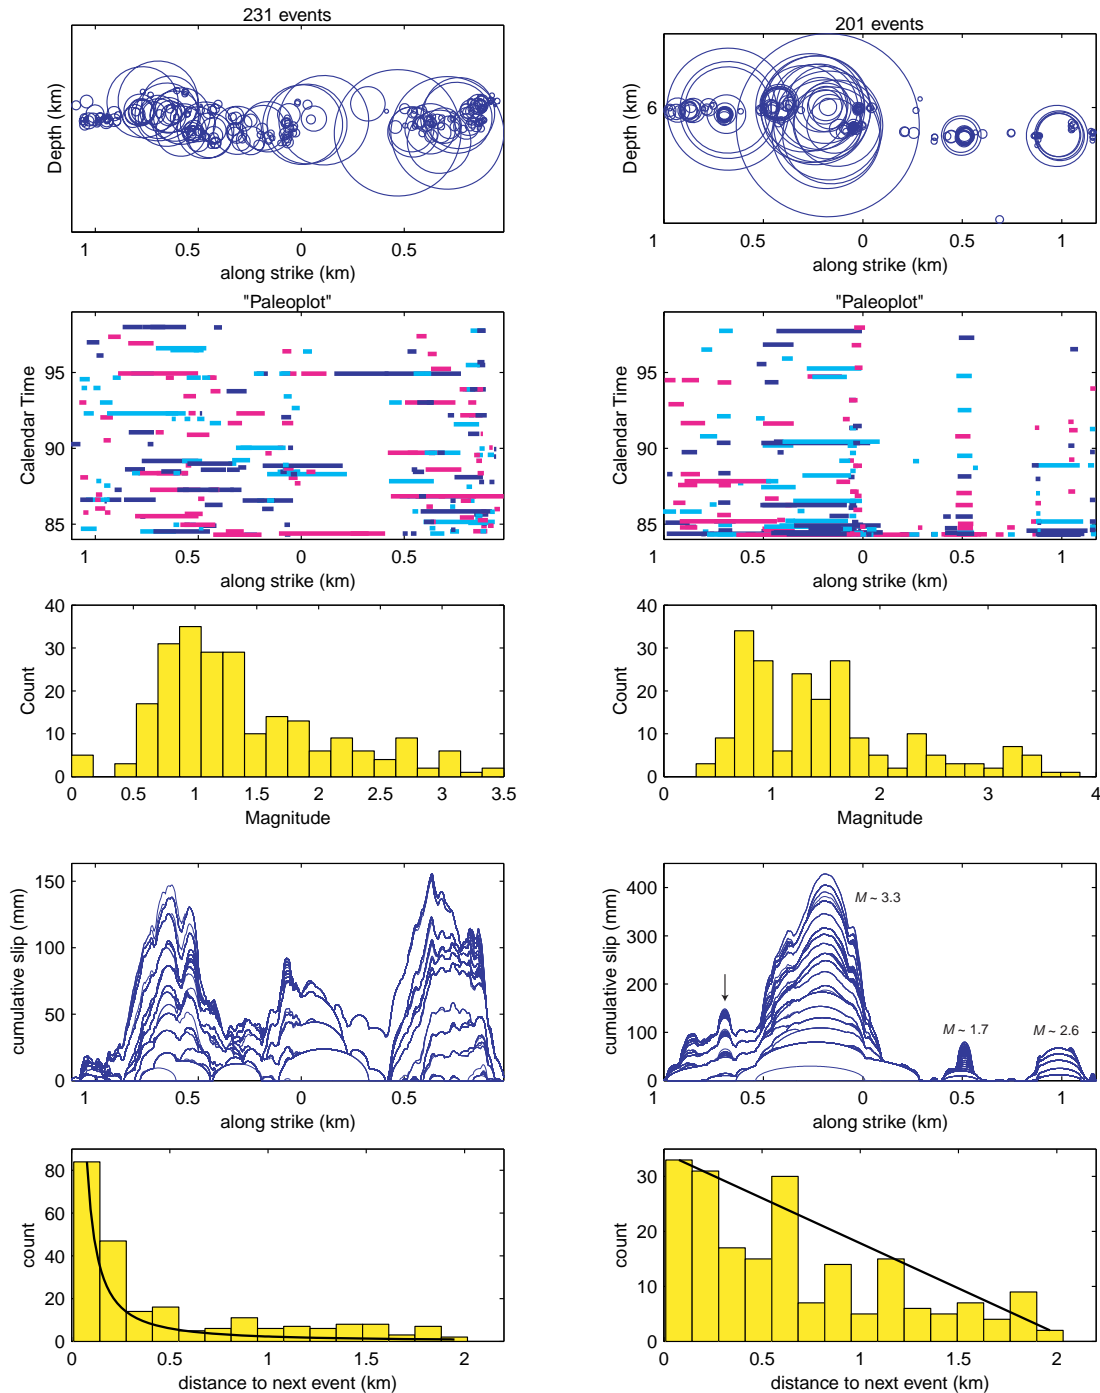 231 events
Depth (km)
1 0.5 0 0.5
along strike (km)
"Paleoplot"
Calendar Time
95
90
85
1 0.5 0 0.5
along strike (km)
Count
40
30
20
10
0
0 0.5 1 1.5 2 2.5 3 3.5
Magnitude
cumulative slip (mm)
150
100
50
0
1 0.5 0 0.5
along strike (km)
count
80
60
40
20
0
0 0.5 1 1.5 2
distance to next event (km)
201 events
Depth (km)
6
1 0.5 0 0.5 1
along strike (km)
"Paleoplot"
Calendar Time
95
90
85
1 0.5 0 0.5 1
along strike (km)
Count
40
30
20
10
0
0 1 2 3 4
Magnitude
cumulative slip (mm)
400
300
200
100
0
M ~ 3.3
M ~ 1.7
M ~ 2.6
1 0.5 0 0.5 1
along strike (km)
count
30
20
10
0
0 0.5 1 1.5 2
distance to next event (km)